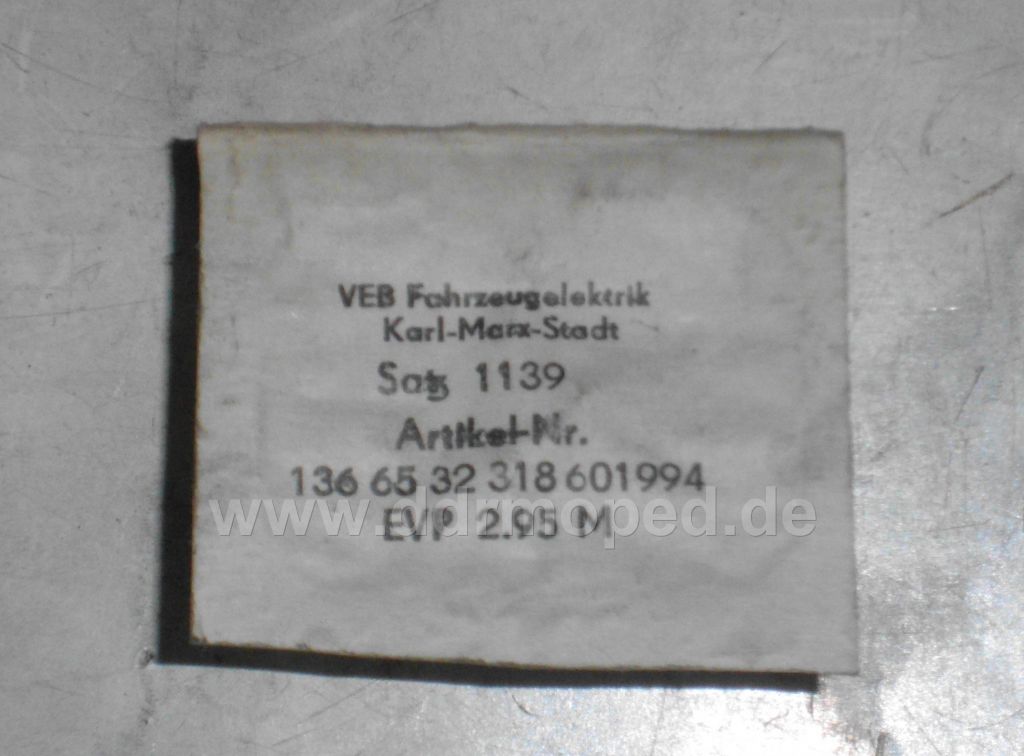 VEB Fahrzeugelektrik
Karl-Marx-Stadt
Satz 1139
Artikel-Nr.
136 65 32 318 601994
www.ddrmoped.de
EVP 2.95 M